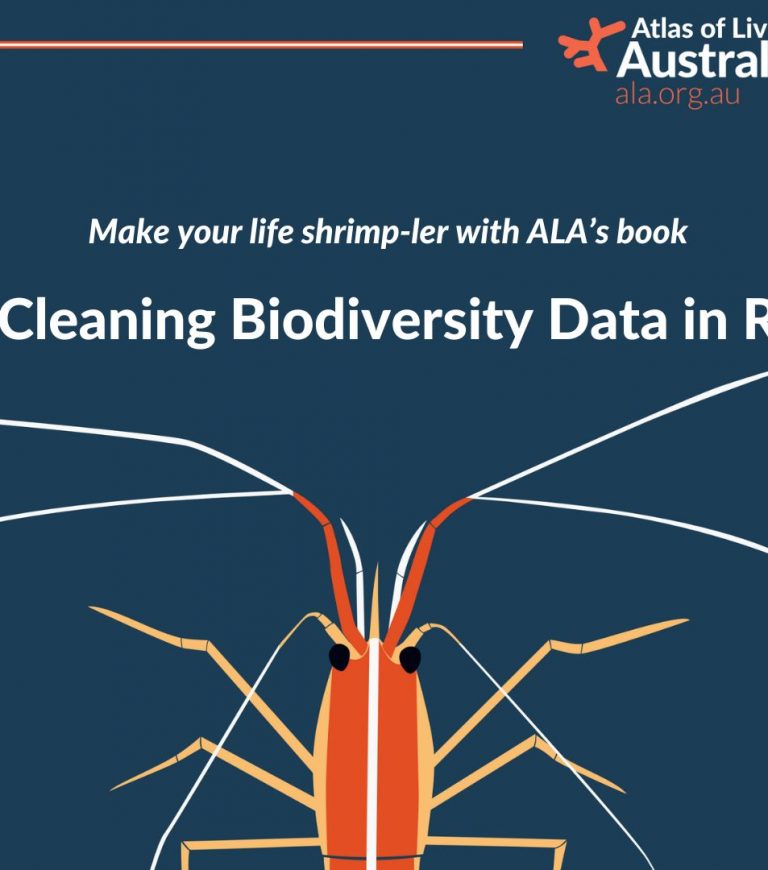 Atlas of Liv
Austral
ala.org.au
Make your life shrimp-ler with ALA’s book
Cleaning Biodiversity Data in R